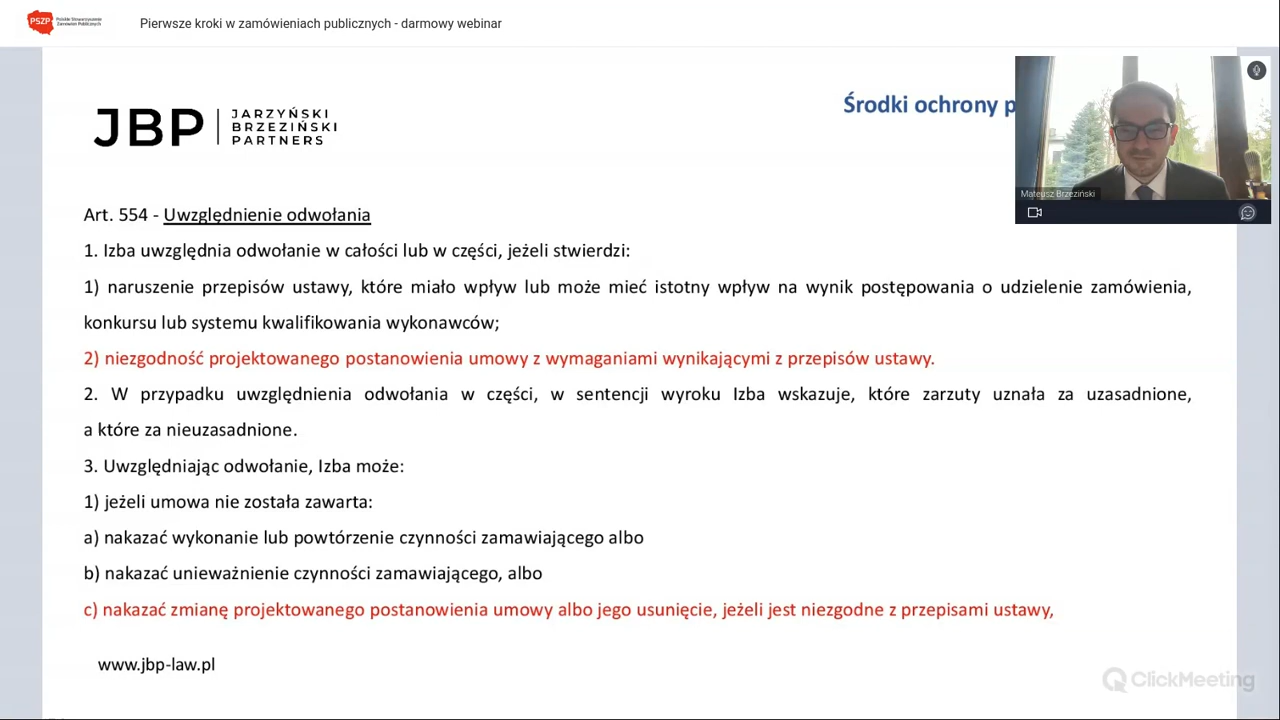 PSZP Polskie Stowarzyszenie
Zamówień Publicznych
Pierwsze kroki w zamówieniach publicznych - darmowy webinar
JBP
JARZYŃSKI
BRZEZIŃSKI
PARTNERS
Środki ochrony p
Mateusz Brzeziński
Art. 554 - Uwzględnienie odwołania
1. Izba uwzględnia odwołanie w całości lub w części, jeżeli stwierdzi:
1) naruszenie przepisów ustawy, które miało wpływ lub może mieć istotny wpływ na wynik postępowania o udzielenie zamówienia,
konkursu lub systemu kwalifikowania wykonawców;
2) niezgodność projektowanego postanowienia umowy z wymaganiami wynikającymi z przepisów ustawy.
2. W przypadku uwzględnienia odwołania w części, w sentencji wyroku Izba wskazuje, które zarzuty uznała za uzasadnione,
a które za nieuzasadnione.
3. Uwzględniając odwołanie, Izba może:
1) jeżeli umowa nie została zawarta:
a) nakazać wykonanie lub powtórzenie czynności zamawiającego albo
b) nakazać unieważnienie czynności zamawiającego, albo
c) nakazać zmianę projektowanego postanowienia umowy albo jego usunięcie, jeżeli jest niezgodne z przepisami ustawy,
www.jbp-law.pl
ClickMeeting